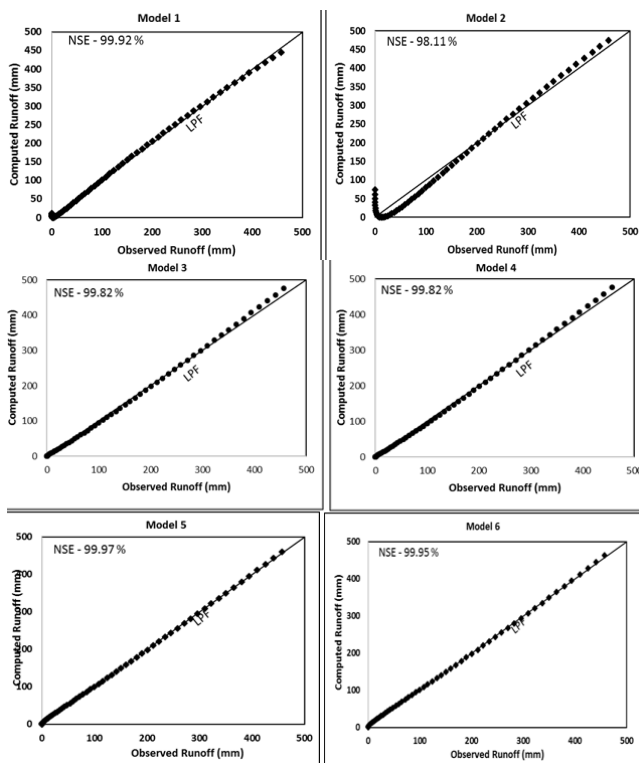 Model 1
NSE - 99.92 %
500
450
400
350
300
250
200
150
100
50
0
Computed Runoff (mm)
LPF
0 100 200 300 400 500
Observed Runoff (mm)
Model 2
NSE - 98.11 %
500
450
400
350
300
250
200
150
100
50
0
Computed Runoff (mm)
LPF
0 100 200 300 400 500
Observed Runoff (mm)
Model 3
NSE - 99.82 %
500
400
300
200
100
0
Computed Runoff (mm)
LPF
0 100 200 300 400 500
Observed Runoff (mm)
Model 4
NSE - 99.82 %
500
400
300
200
100
0
Computed Runoff (mm)
LPF
0 100 200 300 400 500
Observed Runoff (mm)
Model 5
NSE - 99.97 %
500
300
100
0
Computed Runoff (mm)
LPF
0 100 200 300 400 500
Observed Runoff (mm)
Model 6
NSE - 99.95 %
500
400
300
200
100
0
Computed Runoff (mm)
LPF
0 100 200 300 400 500
Observed Runoff (mm)